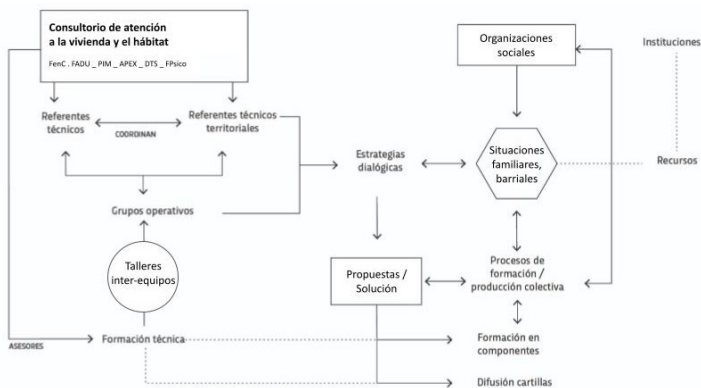 Consultorio de atención
a la vivienda y el hábitat
FenC . FADU _ PIM _ APEX _ DTS _ FPsico
Organizaciones
sociales
Instituciones
Referentes
técnicos
COORDINAN
Referentes técnicos
territoriales
Estrategias
dialógicas
Situaciones
familiares,
barriales
Recursos
Grupos operativos
Talleres
inter-equipos
Propuestas /
Solución
Procesos de
formación /
producción colectiva
ASESORES
Formación técnica
Formación en
componentes
Difusión cartillas